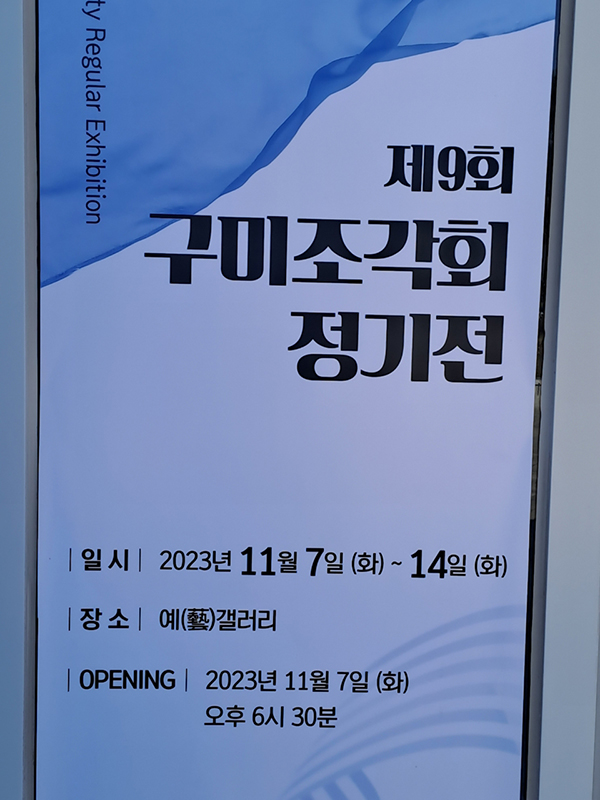 Regular Exhibition
제9회
구미조각회
정기전
|일시| 2023년 11월 7일 (화) ~ 14일 (화)
|장소| 예(藝)갤러리
|OPENING| 2023년 11월 7일 (화)
오후 6시 30분